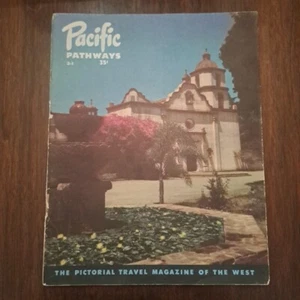 Pacific
PATHWAYS
25¢
THE PICTORIAL TRAVEL MAGAZINE OF THE WEST